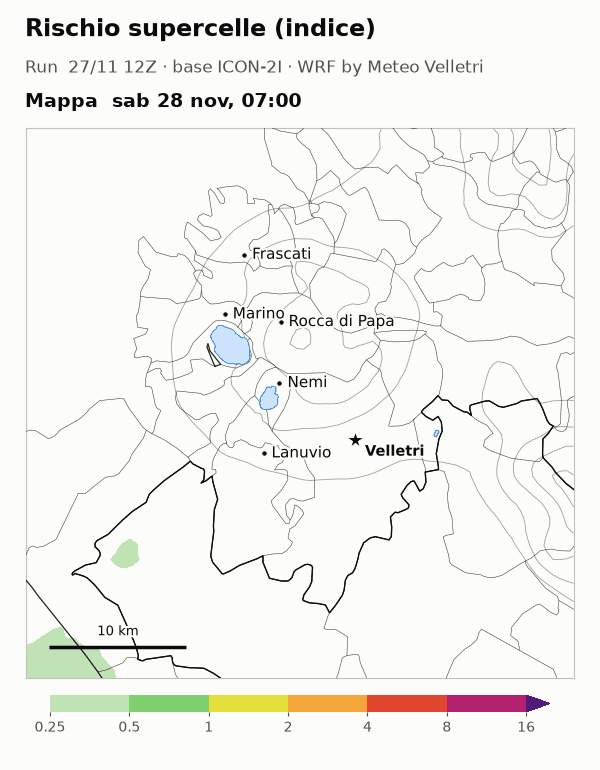 Rischio supercelle (indice)
Run  27/11 12Z · base ICON-2I · WRF by Meteo Velletri
Mappa  sab 28 nov, 07:00
Frascati
Marino
Rocca di Papa
Nemi
Velletri
Lanuvio
10 km
0.25 0.5 1 2 4 8 16